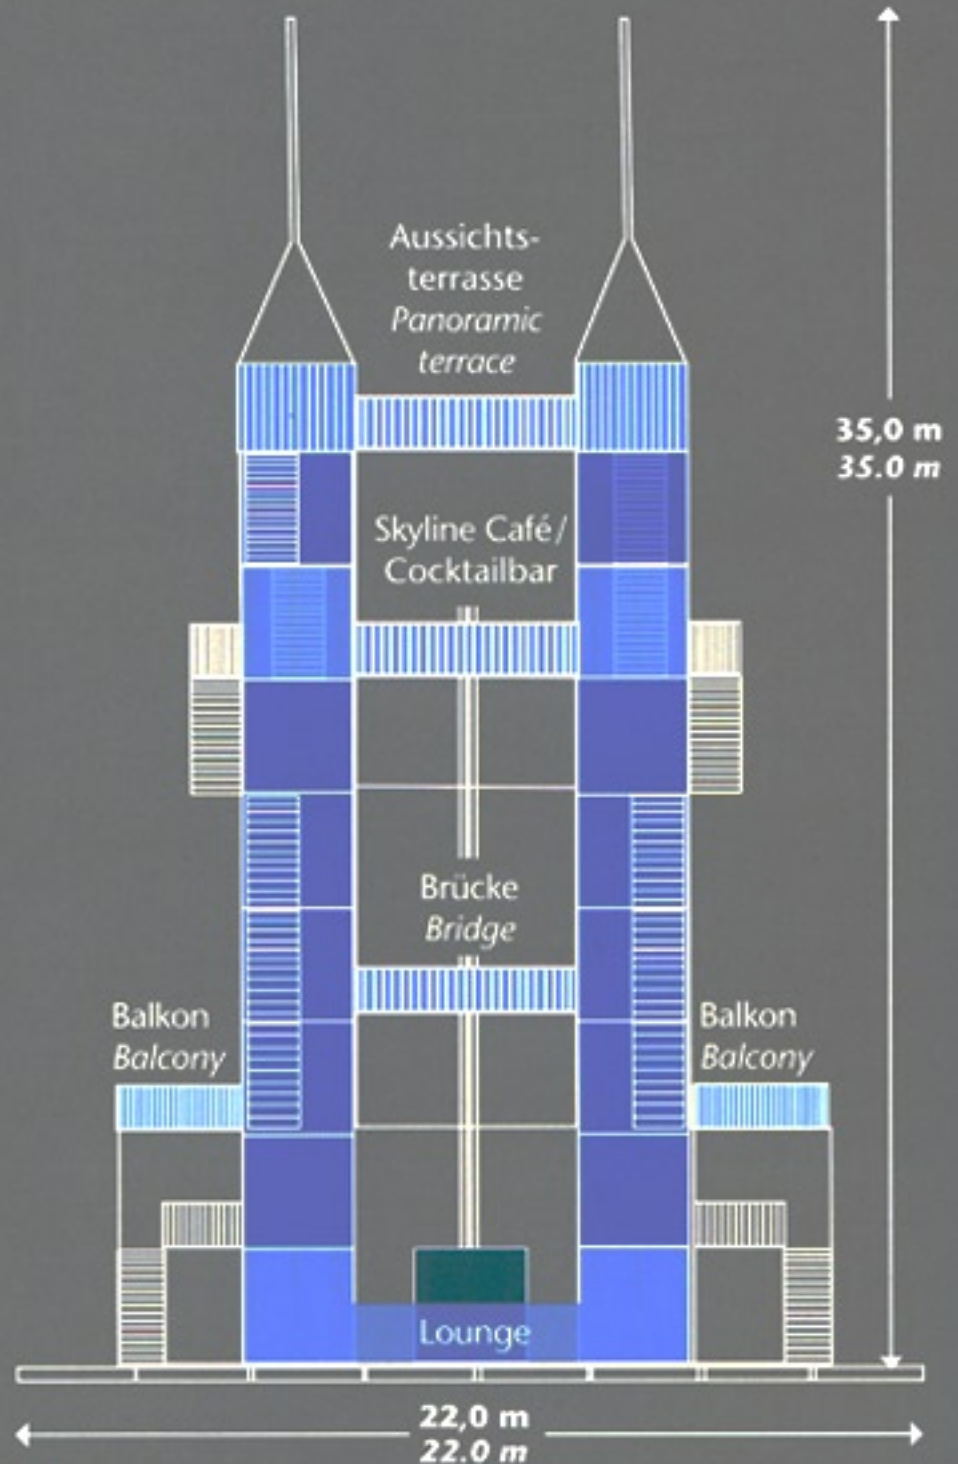 Aussichts-
terrasse
Panoramic
terrace
35,0 m
35.0 m
Skyline Café/
Cocktailbar
Brücke
Bridge
Balkon
Balcony
Balkon
Balcony
Lounge
22,0 m
22.0 m